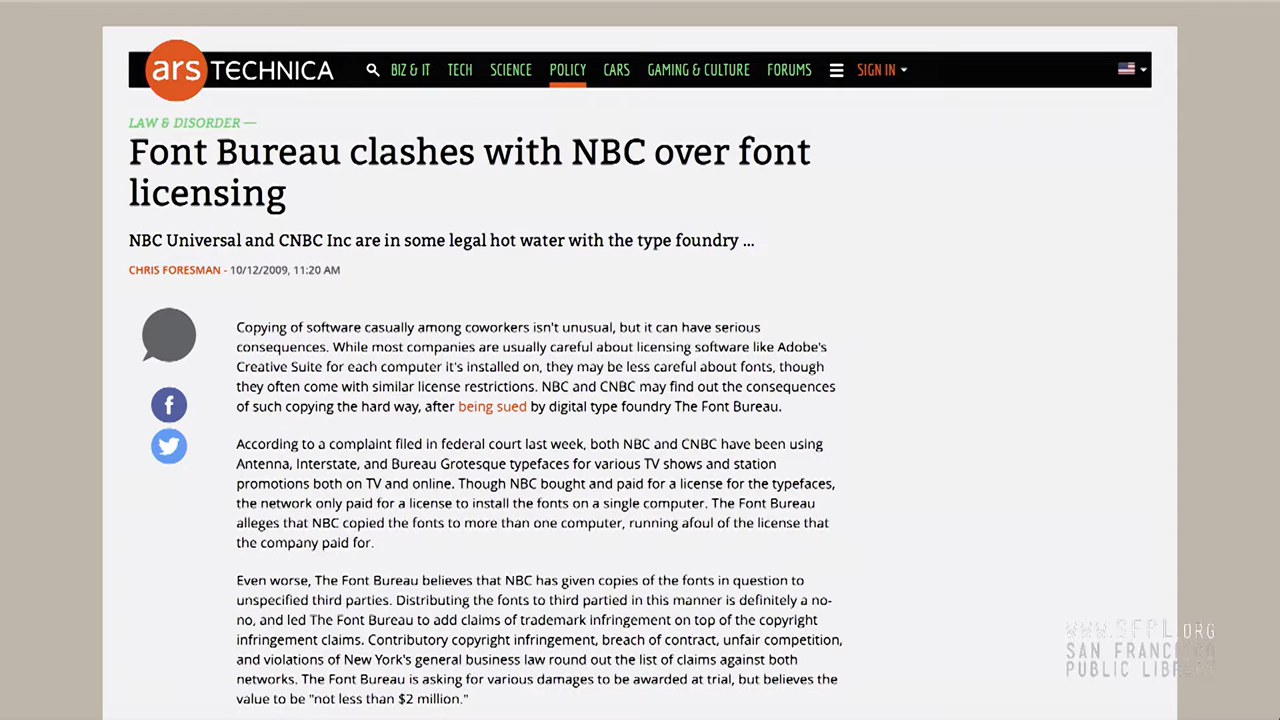 ars TECHNICA BIZ & IT TECH SCIENCE POLICY CARS GAMING & CULTURE FORUMS SIGN IN
LAW & DISORDER —
Font Bureau clashes with NBC over font
licensing
NBC Universal and CNBC Inc are in some legal hot water with the type foundry ...
CHRIS FORESMAN - 10/12/2009, 11:20 AM
Copying of software casually among coworkers isn't unusual, but it can have serious
consequences. While most companies are usually careful about licensing software like Adobe's
Creative Suite for each computer it's installed on, they may be less careful about fonts, though
they often come with similar license restrictions. NBC and CNBC may find out the consequences
of such copying the hard way, after being sued by digital type foundry The Font Bureau.
According to a complaint filed in federal court last week, both NBC and CNBC have been using
Antenna, Interstate, and Bureau Grotesque typefaces for various TV shows and station
promotions both on TV and online. Though NBC bought and paid for a license for the typefaces,
the network only paid for a license to install the fonts on a single computer. The Font Bureau
alleges that NBC copied the fonts to more than one computer, running afoul of the license that
the company paid for.
Even worse, The Font Bureau believes that NBC has given copies of the fonts in question to
unspecified third parties. Distributing the fonts to third partied in this manner is definitely a no-
no, and led The Font Bureau to add claims of trademark infringement on top of the copyright
infringement claims. Contributory copyright infringement, breach of contract, unfair competition,
and violations of New York's general business law round out the list of claims against both
networks. The Font Bureau is asking for various damages to be awarded at trial, but believes the
value to be "not less than $2 million."
WWW.SFPL.ORG
SAN FRANCISCO
PUBLIC LIBRARY